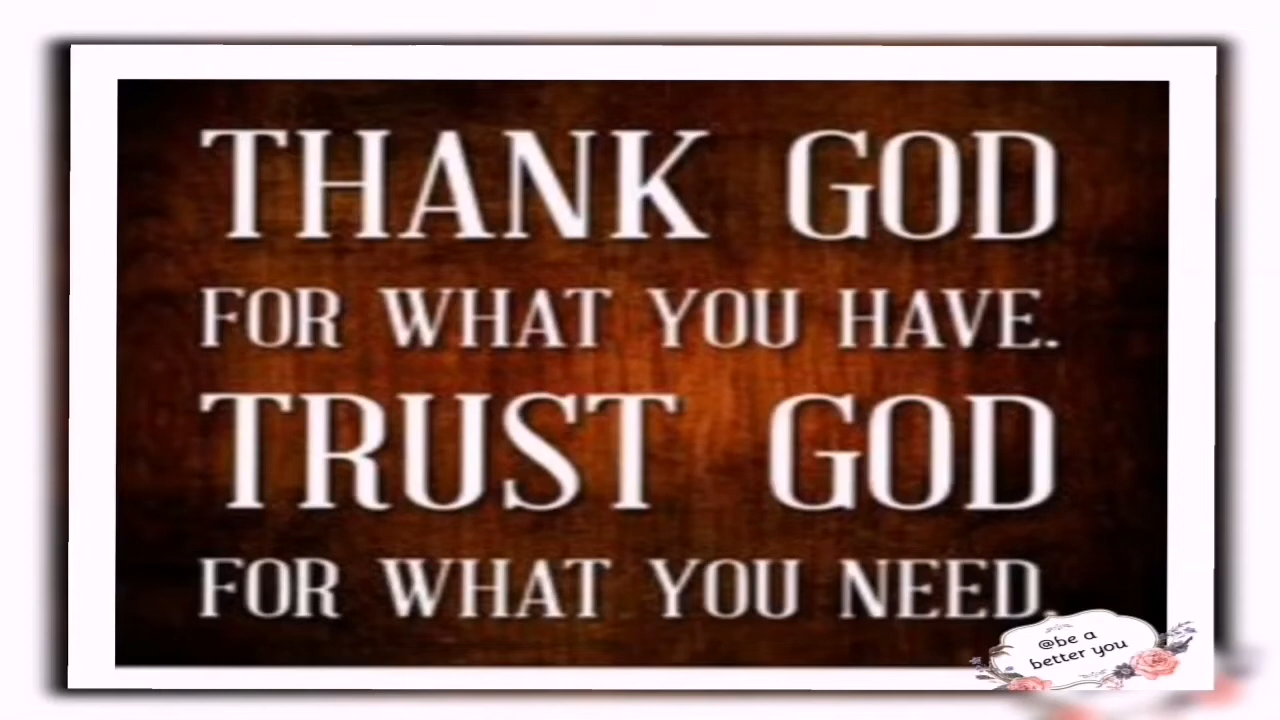 THANK GOD
FOR WHAT YOU HAVE.
TRUST GOD
FOR WHAT YOU NEED.
@be a
better you